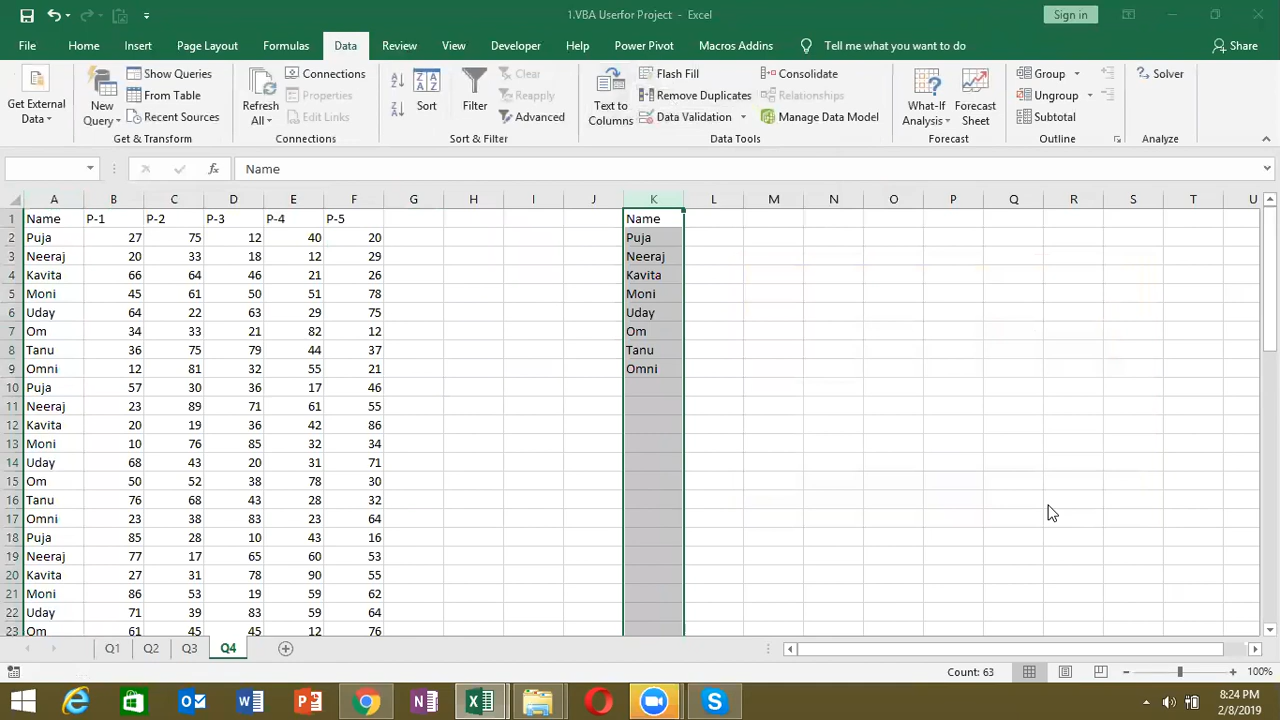 1.VBA Userfor Project - Excel
Sign in
File Home Insert Page Layout Formulas Data Review View Developer Help Power Pivot Macros Addins Tell me what you want to do Share
Get External Data
New Query
Show Queries
From Table
Recent Sources
Get & Transform
Refresh All
Connections
Properties
Edit Links
Connections
Sort
Filter
Clear
Reapply
Advanced
Sort & Filter
Text to Columns
Flash Fill
Remove Duplicates
Data Validation
Consolidate
Relationships
Manage Data Model
Data Tools
What-If Analysis
Forecast Sheet
Forecast
Group
Ungroup
Subtotal
Outline
Solver
Analyze
fx Name
A B C D E F G H I J K L M N O P Q R S T U
1 Name P-1 P-2 P-3 P-4 P-5 Name
2 Puja 27 75 12 40 20 Puja
3 Neeraj 20 33 18 12 29 Neeraj
4 Kavita 66 64 46 21 26 Kavita
5 Moni 45 61 50 51 78 Moni
6 Uday 64 22 63 29 75 Uday
7 Om 34 33 21 82 12 Om
8 Tanu 36 75 79 44 37 Tanu
9 Omni 12 81 32 55 21 Omni
10 Puja 57 30 36 17 46
11 Neeraj 23 89 71 61 55
12 Kavita 20 19 36 42 86
13 Moni 10 76 85 32 34
14 Uday 68 43 20 31 71
15 Om 50 52 38 78 30
16 Tanu 76 68 43 28 32
17 Omni 23 38 83 23 64
18 Puja 85 28 10 43 16
19 Neeraj 77 17 65 60 53
20 Kavita 27 31 78 90 55
21 Moni 86 53 19 59 62
22 Uday 71 39 83 59 64
23 Om 61 45 45 12 76
Q1 Q2 Q3 Q4
Count: 63 100%
8:24 PM
2/8/2019